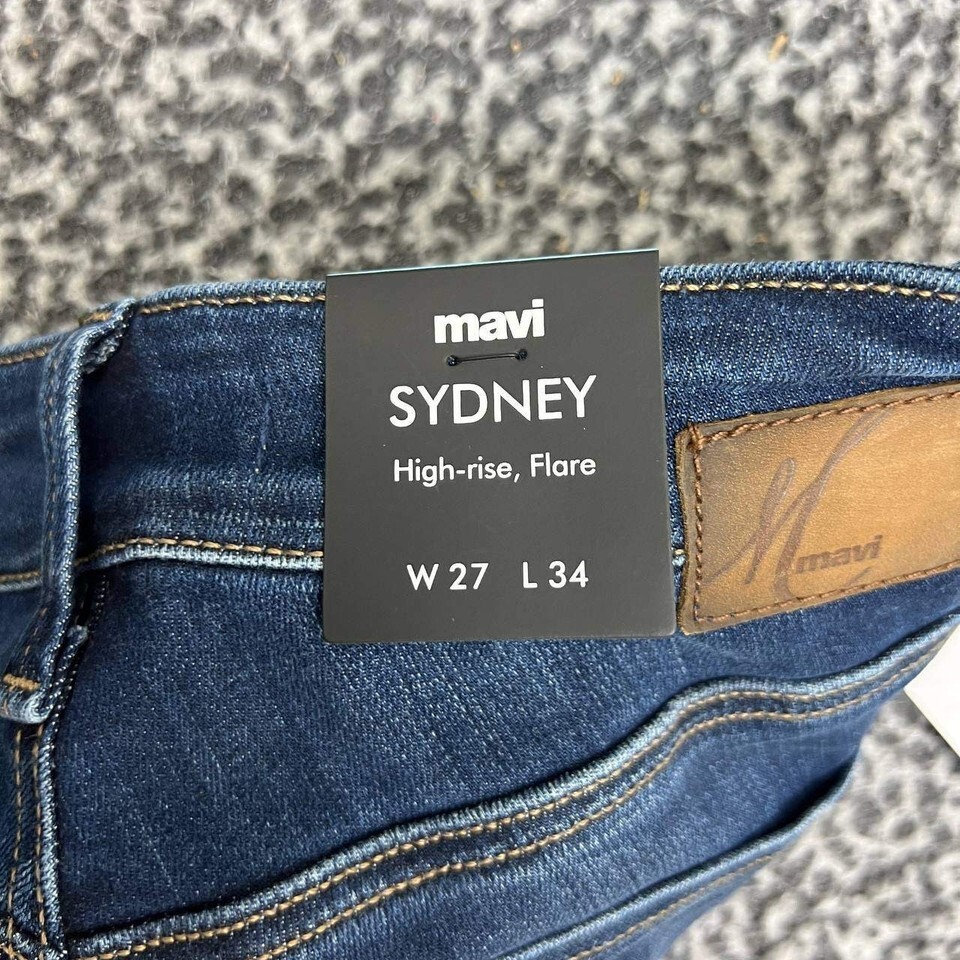 mavi
SYDNEY
High-rise, Flare
W 27 L 34
M
mavi